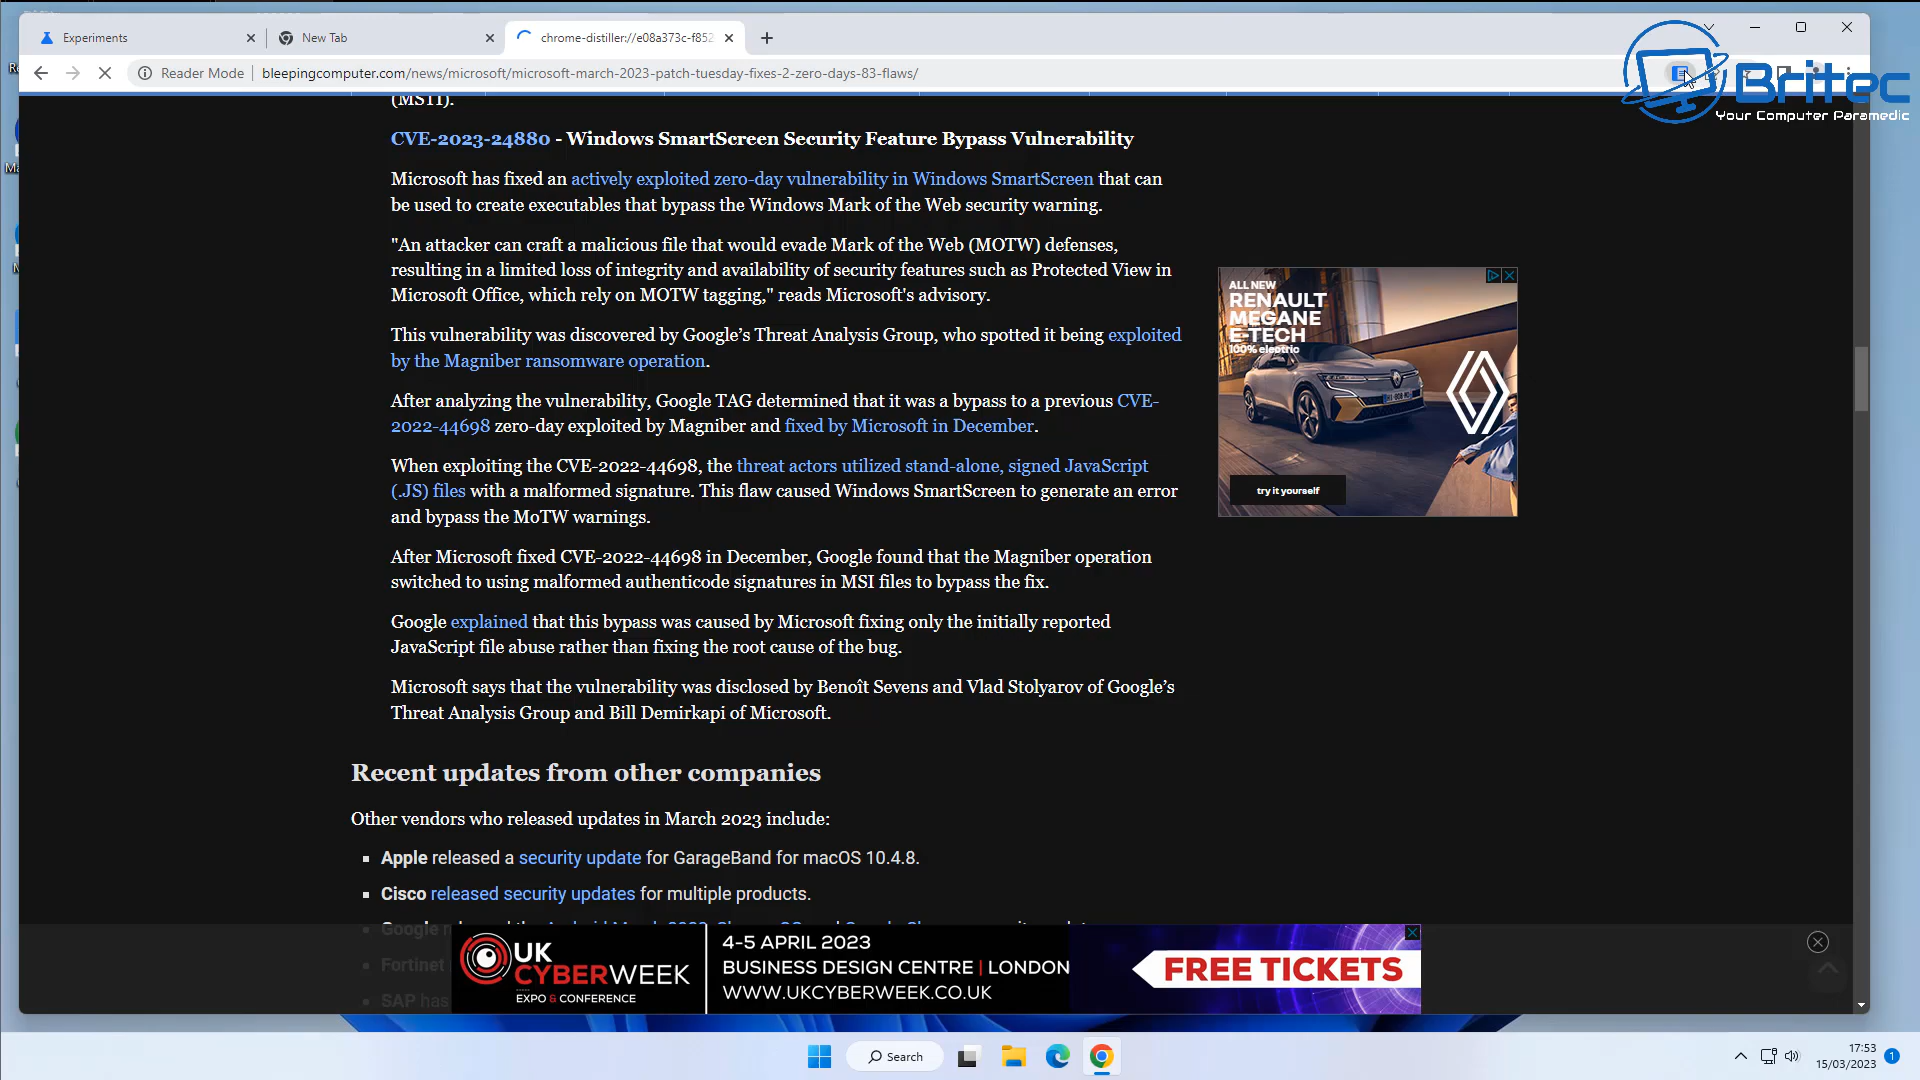 Experiments
New Tab
chrome-distiller://e08a373c-f852
Reader Mode
bleepingcomputer.com/news/microsoft/microsoft-march-2023-patch-tuesday-fixes-2-zero-days-83-flaws/
Britec
Your Computer Paramedic
(MSTI).
CVE-2023-24880 - Windows SmartScreen Security Feature Bypass Vulnerability
Microsoft has fixed an actively exploited zero-day vulnerability in Windows SmartScreen that can
be used to create executables that bypass the Windows Mark of the Web security warning.
"An attacker can craft a malicious file that would evade Mark of the Web (MOTW) defenses,
resulting in a limited loss of integrity and availability of security features such as Protected View in
Microsoft Office, which rely on MOTW tagging," reads Microsoft's advisory.
This vulnerability was discovered by Google’s Threat Analysis Group, who spotted it being exploited
by the Magniber ransomware operation.
After analyzing the vulnerability, Google TAG determined that it was a bypass to a previous CVE-
2022-44698 zero-day exploited by Magniber and fixed by Microsoft in December.
When exploiting the CVE-2022-44698, the threat actors utilized stand-alone, signed JavaScript
(.JS) files with a malformed signature. This flaw caused Windows SmartScreen to generate an error
and bypass the MoTW warnings.
After Microsoft fixed CVE-2022-44698 in December, Google found that the Magniber operation
switched to using malformed authenticode signatures in MSI files to bypass the fix.
Google explained that this bypass was caused by Microsoft fixing only the initially reported
JavaScript file abuse rather than fixing the root cause of the bug.
Microsoft says that the vulnerability was disclosed by Benoît Sevens and Vlad Stolyarov of Google’s
Threat Analysis Group and Bill Demirkapi of Microsoft.
ALL NEW
RENAULT
MEGANE
E-TECH
100% electric
try it yourself
Recent updates from other companies
Other vendors who released updates in March 2023 include:
Apple released a security update for GarageBand for macOS 10.4.8.
Cisco released security updates for multiple products.
Google
Fortinet
SAP has
UK
CYBERWEEK
EXPO & CONFERENCE
4-5 APRIL 2023
BUSINESS DESIGN CENTRE | LONDON
WWW.UKCYBERWEEK.CO.UK
FREE TICKETS
Search
17:53
15/03/2023
1